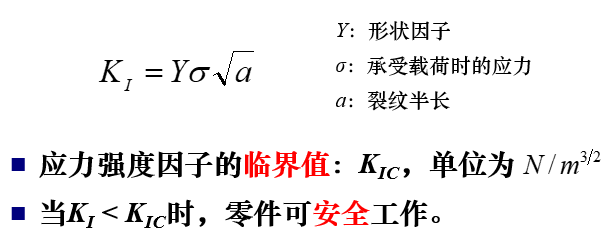 Y：形状因子
K_I = Yσ√a
σ：承受载荷时的应力
a：裂纹半长
■ 应力强度因子的临界值：K_IC，单位为 N/m^3/2
■ 当K_I < K_IC时，零件可安全工作。